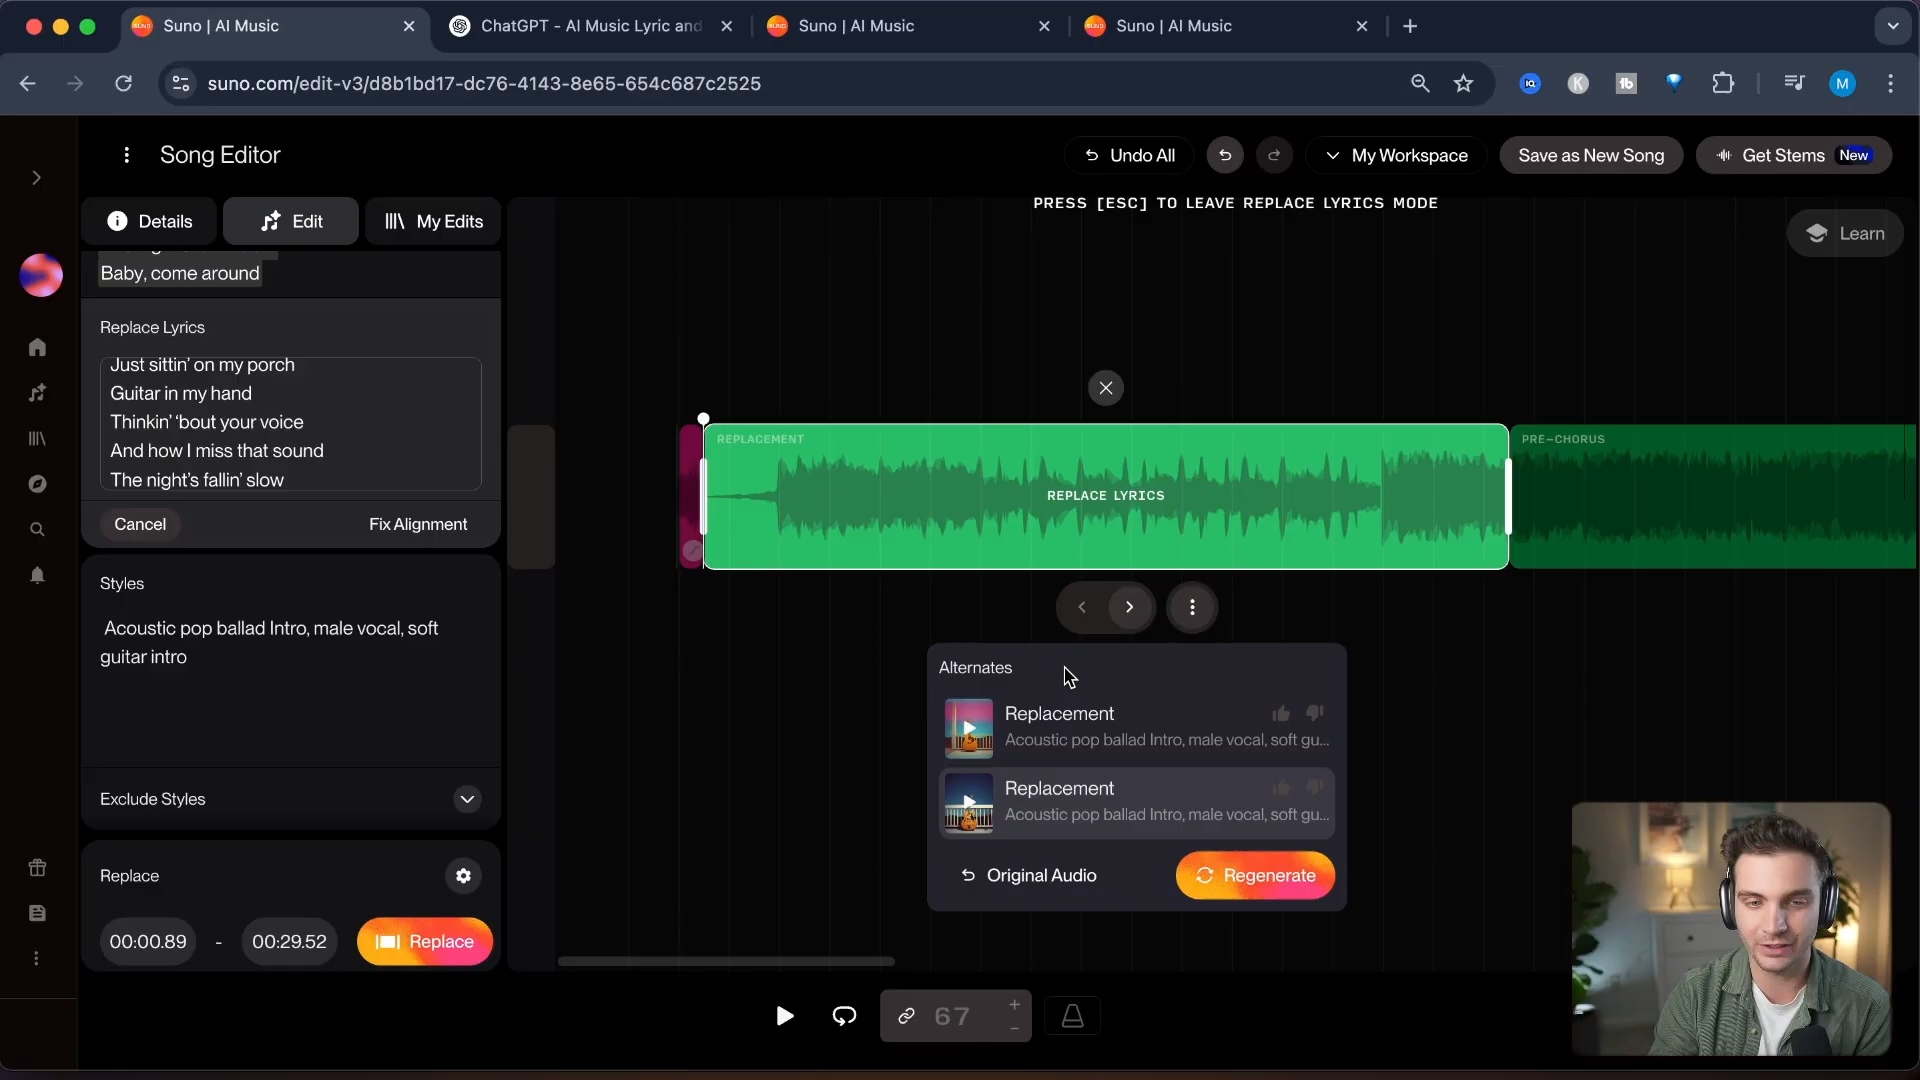 Suno | AI Music
ChatGPT - AI Music Lyric and
Suno | AI Music
Suno | AI Music
suno.com/edit-v3/d8b1bd17-dc76-4143-8e65-654c687c2525
M
Song Editor
Undo All
My Workspace
Save as New Song
Get Stems New
PRESS [ESC] TO LEAVE REPLACE LYRICS MODE
Details
Edit
My Edits
Learn
Baby, come around
Replace Lyrics
Just sittin’ on my porch
Guitar in my hand
Thinkin’ ‘bout your voice
And how I miss that sound
The night’s fallin’ slow
Cancel
Fix Alignment
REPLACEMENT
REPLACE LYRICS
PRE-CHORUS
Styles
Acoustic pop ballad Intro, male vocal, soft
guitar intro
Exclude Styles
Alternates
Replacement
Acoustic pop ballad Intro, male vocal, soft gu...
Replacement
Acoustic pop ballad Intro, male vocal, soft gu...
Original Audio
Regenerate
Replace
00:00.89 - 00:29.52
Replace
67